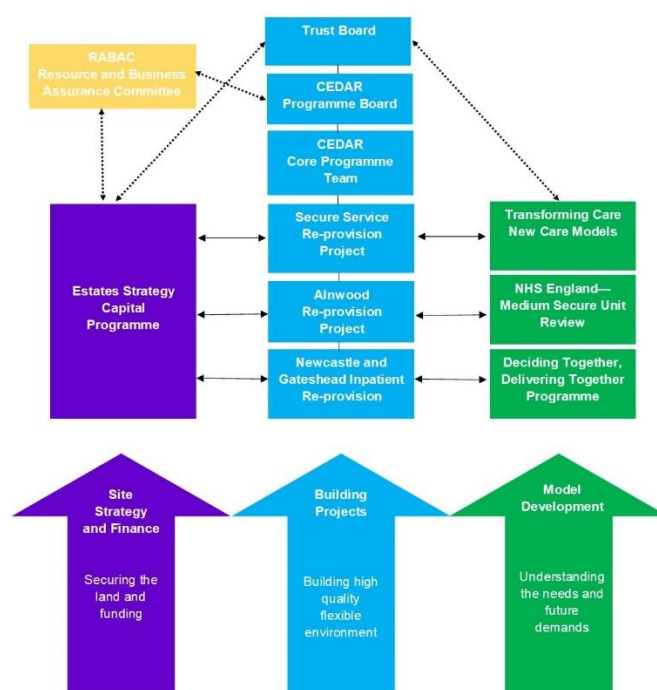 Trust Board
RABAC
Resource and Business
Assurance Committee
CEDAR
Programme Board
CEDAR
Core Programme
Team
Estates Strategy
Capital
Programme
Secure Service
Re-provision
Project
Transforming Care
New Care Models
Alnwood
Re-provision
Project
NHS England—
Medium Secure Unit
Review
Newcastle and
Gateshead Inpatient
Re-provision
Deciding Together,
Delivering Together
Programme
Site
Strategy
and Finance
Securing the
land and
funding
Building
Projects
Building high
quality
flexible
environment
Model
Development
Understanding
the needs and
future
demands